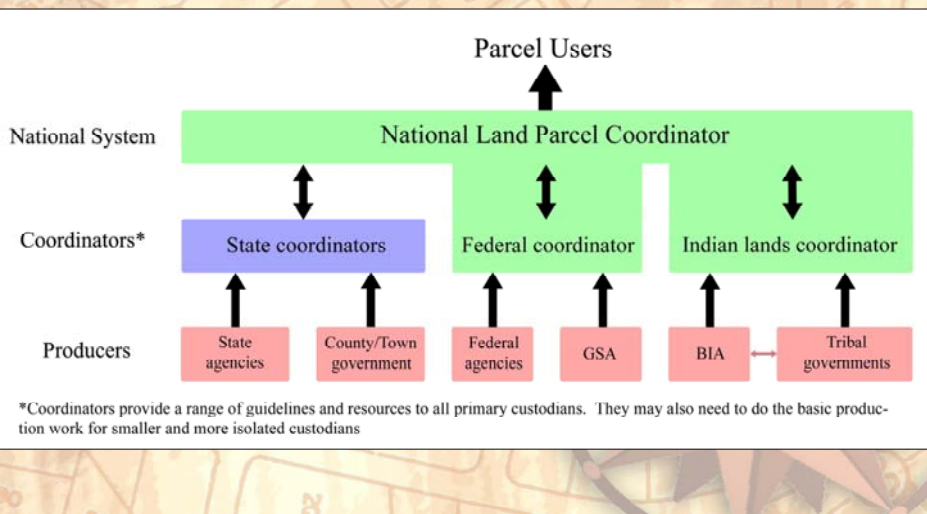 Parcel Users
National System
National Land Parcel Coordinator
Coordinators*
State coordinators
Federal coordinator
Indian lands coordinator
Producers
State
agencies
County/Town
government
Federal
agencies
GSA
BIA
Tribal
governments
*Coordinators provide a range of guidelines and resources to all primary custodians. They may also need to do the basic produc-
tion work for smaller and more isolated custodians